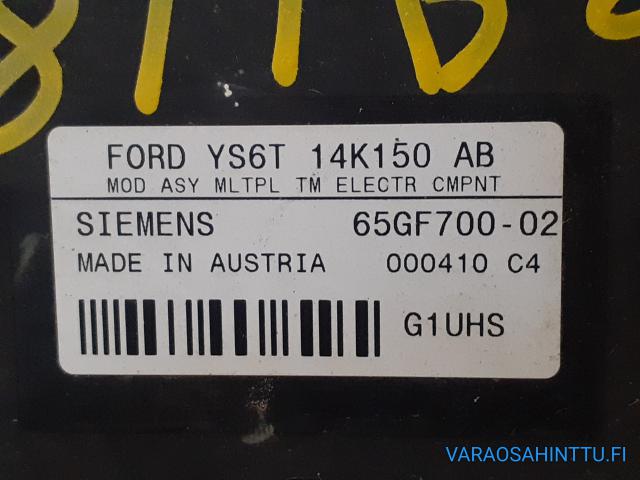 FORD YS6T 14K150 AB
MOD ASY MLTPL TM ELECTR CMPNT
SIEMENS 65GF700-02
MADE IN AUSTRIA 000410 C4
G1UHS
VARAOSAHINTTU.FI